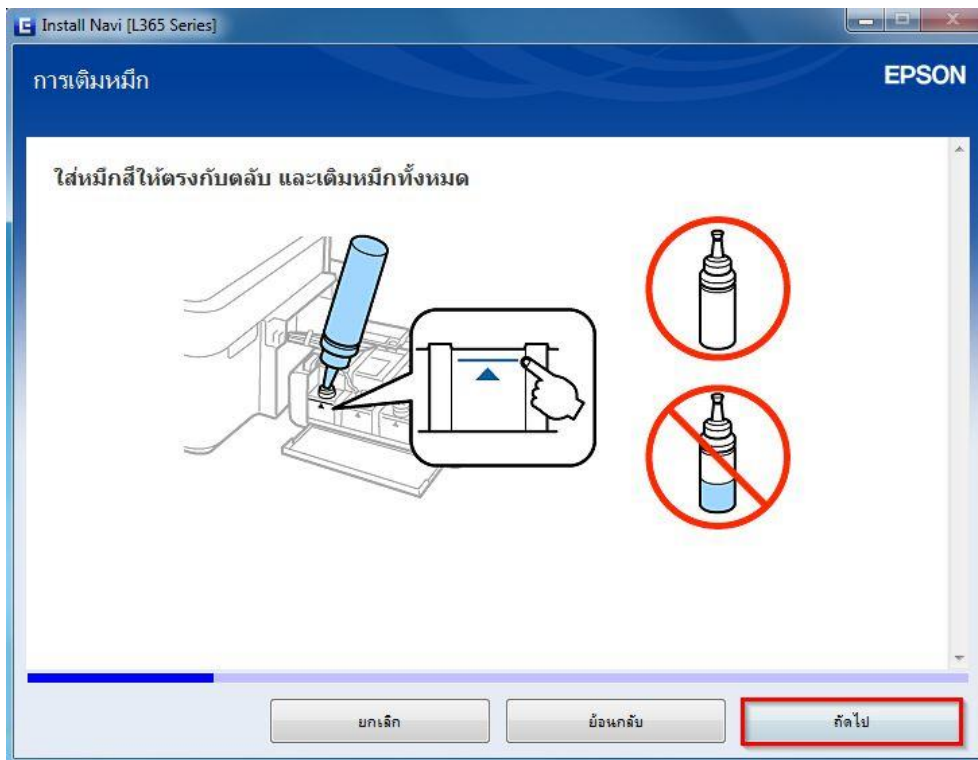 Install Navi [L365 Series]
การเติมหมึก
EPSON
ใส่หมึกสีให้ตรงกับตลับ และเติมหมึกทั้งหมด
ยกเลิก
ย้อนกลับ
ถัดไป